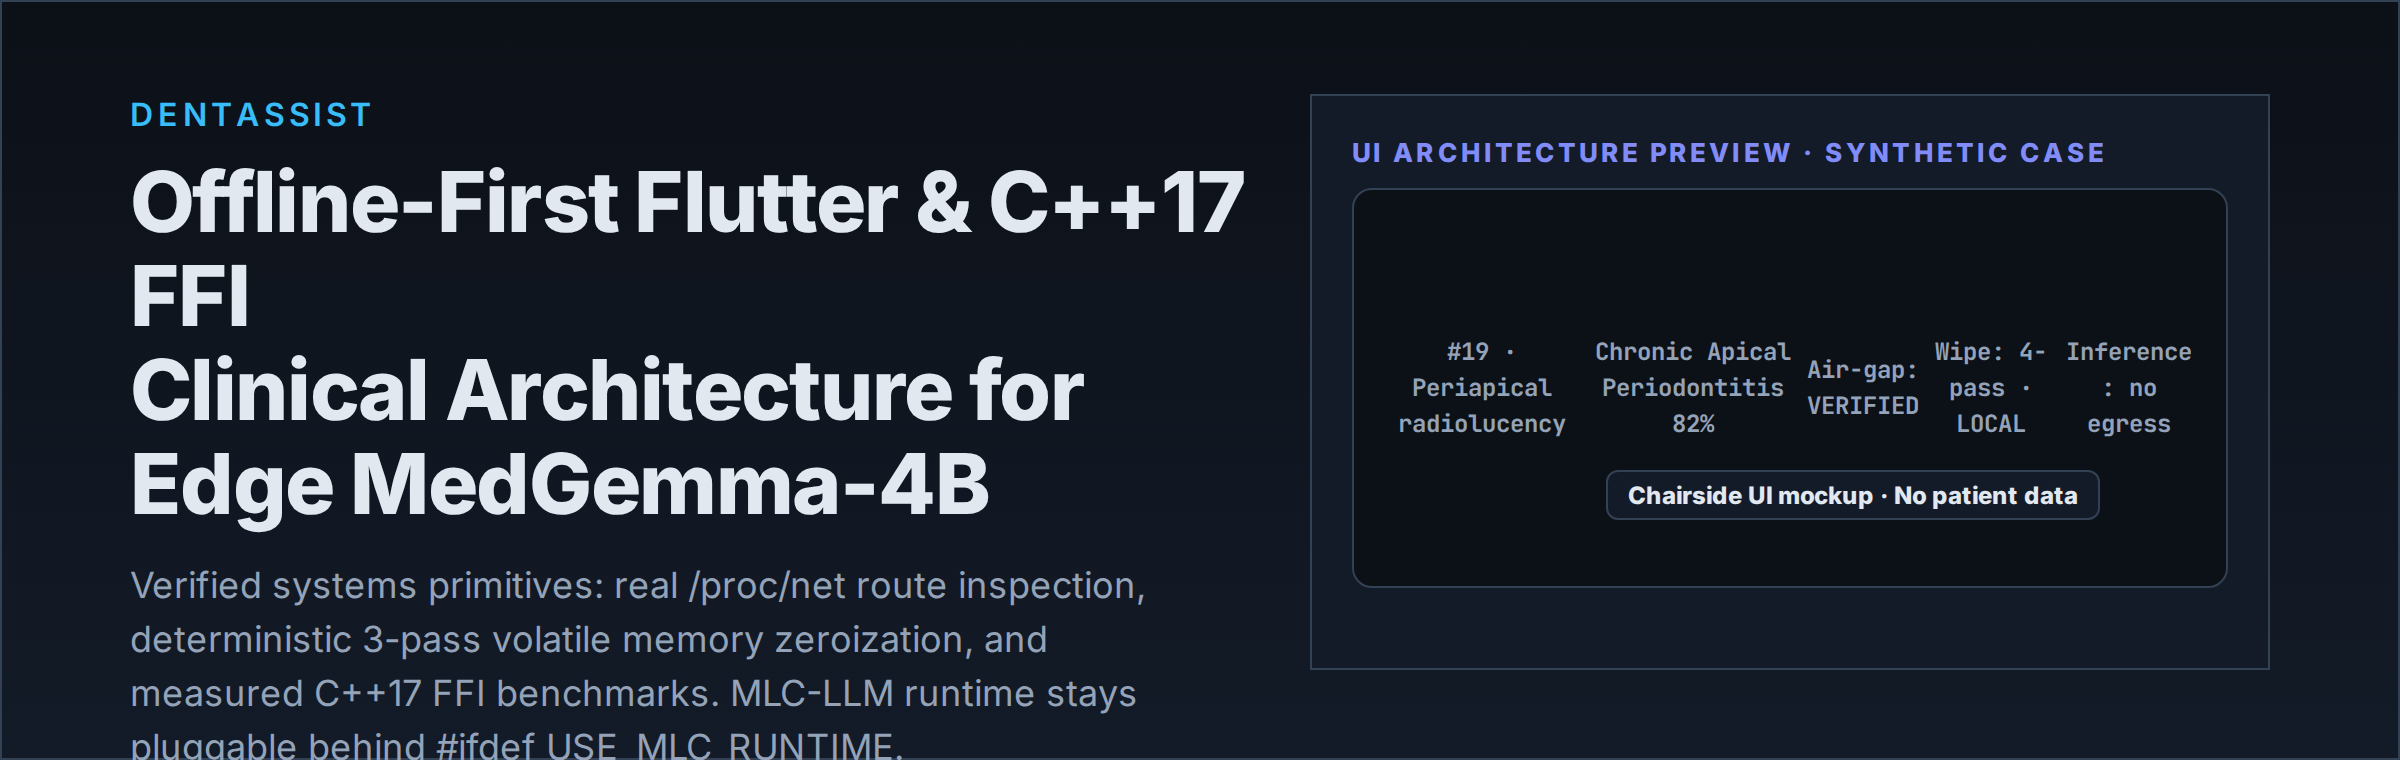 DENTASSIST
Offline-First Flutter & C++17
FFI
Clinical Architecture for
Edge MedGemma-4B
Verified systems primitives: real /proc/net route inspection,
deterministic 3-pass volatile memory zeroization, and
measured C++17 FFI benchmarks. MLC-LLM runtime stays
pluggable behind #ifdef USE_MLC_RUNTIME.
UI ARCHITECTURE PREVIEW · SYNTHETIC CASE
#19 ·
Periapical
radiolucency
Chronic Apical
Periodontitis
82%
Air-gap:
VERIFIED
Wipe: 4-
pass ·
LOCAL
Inference
: no
egress
Chairside UI mockup · No patient data